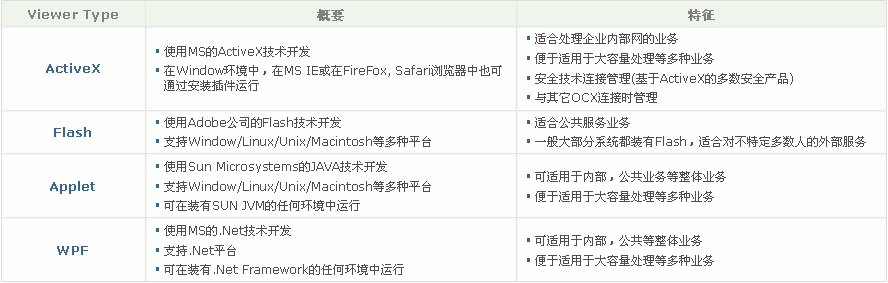 Viewer Type 概要 特征
ActiveX
使用MS的ActiveX技术开发
在Window环境中，在MS IE或在FireFox, Safari浏览器中也可
通过安装插件运行
适合处理企业内部网的业务
便于适用于大容量处理等多种业务
安全技术连接管理(基于ActiveX的多数安全产品)
与其它OCX连接时管理
Flash
使用Adobe公司的Flash技术开发
支持Window/Linux/Unix/Macintosh等多种平台
适合公共服务业务
一般大部分系统都装有Flash，适合对不特定多数人的外部服务
Applet
使用Sun Microsystems的JAVA技术开发
支持Window/Linux/Unix/Macintosh等多种平台
可在装有SUN JVM的任何环境中运行
可适用于内部，公共业务等整体业务
便于适用于大容量处理等多种业务
WPF
使用MS的.Net技术开发
支持.Net平台
可在装有.Net Framework的任何环境中运行
可适用于内部，公共等整体业务
便于适用于大容量处理等多种业务